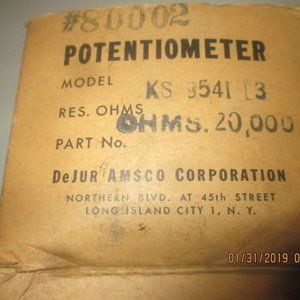 #80002
POTENTIOMETER
MODEL KS 9541 L3
RES. OHMS OHMS. 20,000
PART No.
DeJUR AMSCO CORPORATION
NORTHERN BLVD. AT 45th STREET
LONG ISLAND CITY 1, N. Y.
01/31/2019 0